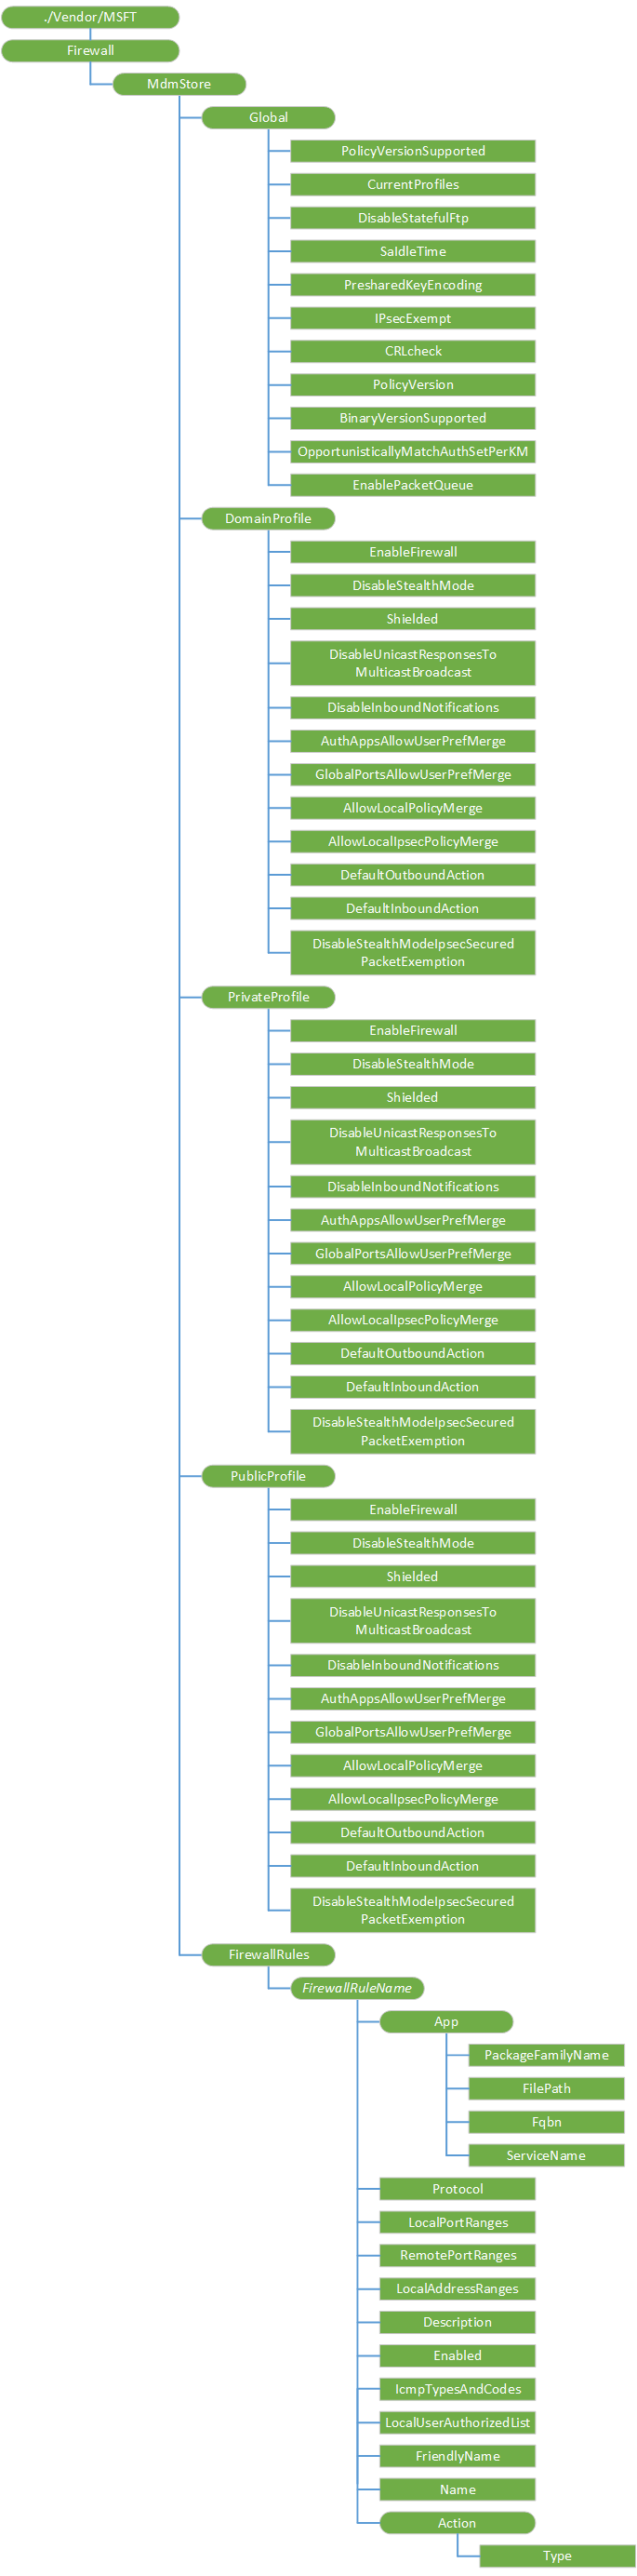 ./Vendor/MSFT
Firewall
MdmStore
Global
PolicyVersionSupported
CurrentProfiles
DisableStatefulFtp
SaIdleTime
PresharedKeyEncoding
IPsecExempt
CRLcheck
PolicyVersion
BinaryVersionSupported
OpportunisticallyMatchAuthSetPerKM
EnablePacketQueue
DomainProfile
EnableFirewall
DisableStealthMode
Shielded
DisableUnicastResponsesTo
MulticastBroadcast
DisableInboundNotifications
AuthAppsAllowUserPrefMerge
GlobalPortsAllowUserPrefMerge
AllowLocalPolicyMerge
AllowLocalIpsecPolicyMerge
DefaultOutboundAction
DefaultInboundAction
DisableStealthModeIpsecSecured
PacketExemption
PrivateProfile
EnableFirewall
DisableStealthMode
Shielded
DisableUnicastResponsesTo
MulticastBroadcast
DisableInboundNotifications
AuthAppsAllowUserPrefMerge
GlobalPortsAllowUserPrefMerge
AllowLocalPolicyMerge
AllowLocalIpsecPolicyMerge
DefaultOutboundAction
DefaultInboundAction
DisableStealthModeIpsecSecured
PacketExemption
PublicProfile
EnableFirewall
DisableStealthMode
Shielded
DisableUnicastResponsesTo
MulticastBroadcast
DisableInboundNotifications
AuthAppsAllowUserPrefMerge
GlobalPortsAllowUserPrefMerge
AllowLocalPolicyMerge
AllowLocalIpsecPolicyMerge
DefaultOutboundAction
DefaultInboundAction
DisableStealthModeIpsecSecured
PacketExemption
FirewallRules
FirewallRuleName
App
PackageFamilyName
FilePath
Fqbn
ServiceName
Protocol
LocalPortRanges
RemotePortRanges
LocalAddressRanges
Description
Enabled
IcmpTypesAndCodes
LocalUserAuthorizedList
FriendlyName
Name
Action
Type